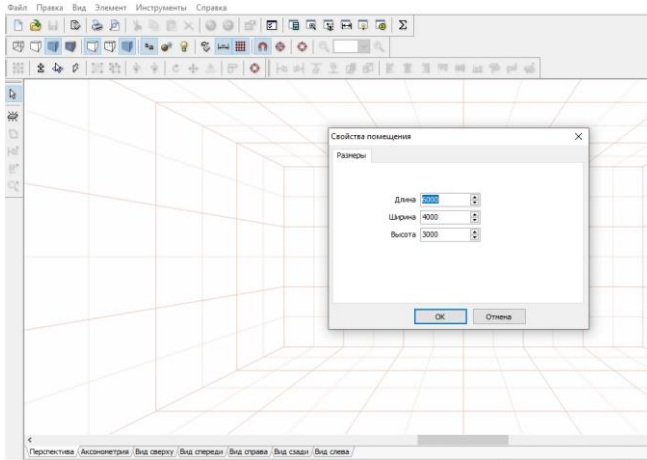 Файл Правка Вид Элемент Инструменты Справка
Свойства помещения
Размеры
Длина 6000
Ширина 4000
Высота 3000
OK Отмена
Перспектива Аксонометрия Вид сверху Вид спереди Вид справа Вид сзади Вид слева